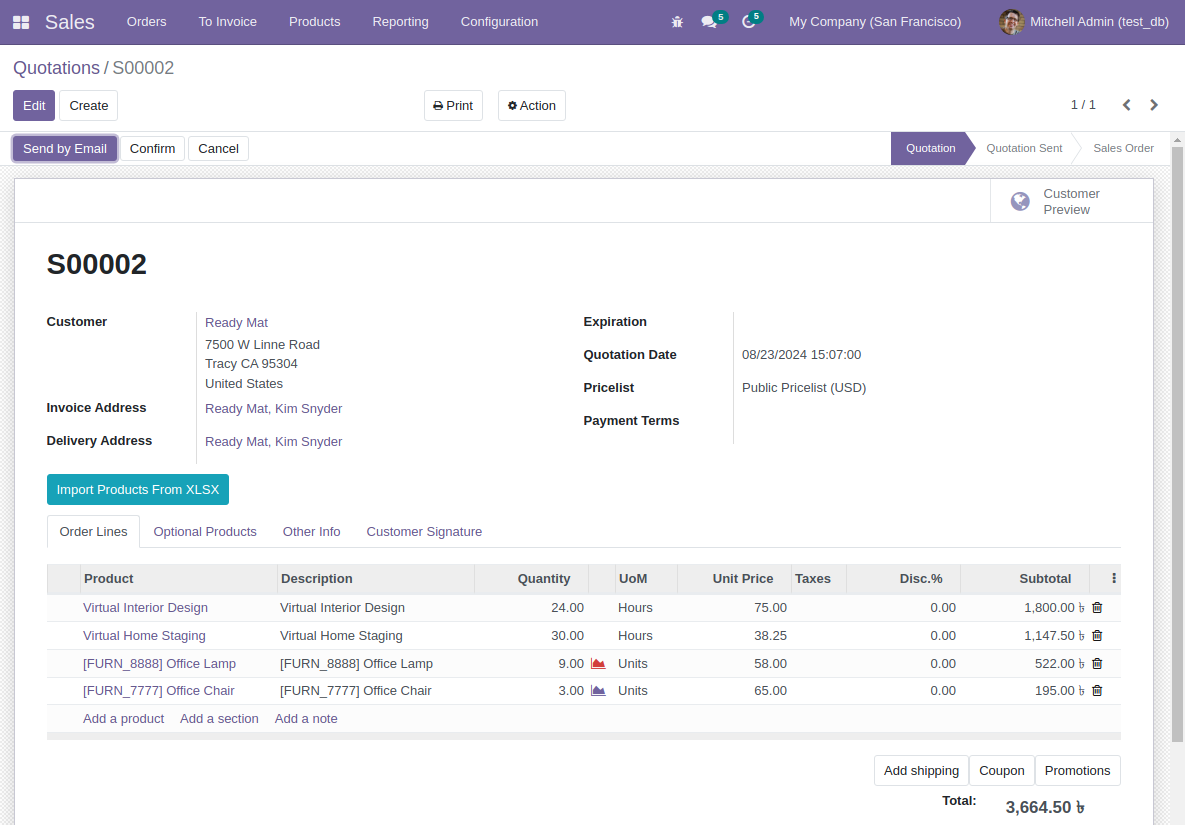 Sales Orders To Invoice Products Reporting Configuration 5 5 My Company (San Francisco) Mitchell Admin (test_db)
Quotations / S00002
Edit Create Print Action 1 / 1
Send by Email Confirm Cancel Quotation Quotation Sent Sales Order
Customer
Preview
S00002
Customer Ready Mat
7500 W Linne Road
Tracy CA 95304
United States
Invoice Address Ready Mat, Kim Snyder
Delivery Address Ready Mat, Kim Snyder
Expiration
Quotation Date 08/23/2024 15:07:00
Pricelist Public Pricelist (USD)
Payment Terms
Import Products From XLSX
Order Lines Optional Products Other Info Customer Signature
Product Description Quantity UoM Unit Price Taxes Disc.% Subtotal
Virtual Interior Design Virtual Interior Design 24.00 Hours 75.00 0.00 1,800.00 ৳
Virtual Home Staging Virtual Home Staging 30.00 Hours 38.25 0.00 1,147.50 ৳
[FURN_8888] Office Lamp [FURN_8888] Office Lamp 9.00 Units 58.00 0.00 522.00 ৳
[FURN_7777] Office Chair [FURN_7777] Office Chair 3.00 Units 65.00 0.00 195.00 ৳
Add a product Add a section Add a note
Add shipping Coupon Promotions
Total: 3,664.50 ৳